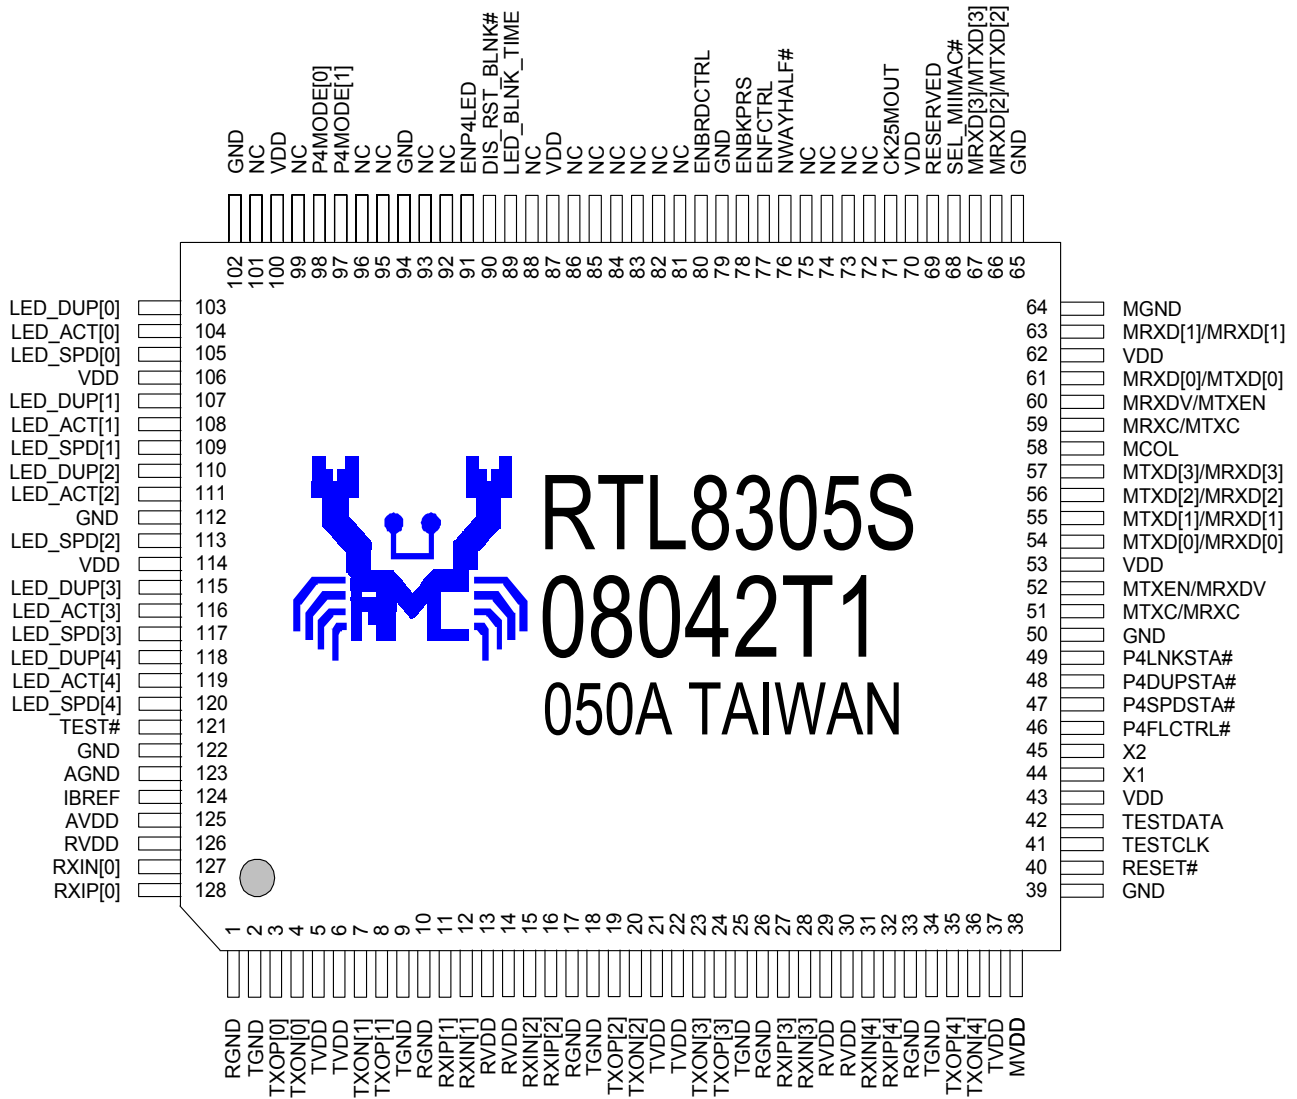 GND NC VDD NC P4MODE[0] P4MODE[1] NC NC GND NC NC ENP4LED DIS_RST_BLNK# LED_BLNK_TIME NC VDD NC NC NC NC NC NC ENBRDCTRL GND ENBKPRS ENFCTRL NWAYHALF# NC NC NC NC CK25MOUT VDD RESERVED SEL_MIIMAC# MRXD[3]/MTXD[3] MRXD[2]/MTXD[2] GND
102 101 100 99 98 97 96 95 94 93 92 91 90 89 88 87 86 85 84 83 82 81 80 79 78 77 76 75 74 73 72 71 70 69 68 67 66 65
LED_DUP[0] 103
LED_ACT[0] 104
LED_SPD[0] 105
VDD 106
LED_DUP[1] 107
LED_ACT[1] 108
LED_SPD[1] 109
LED_DUP[2] 110
LED_ACT[2] 111
GND 112
LED_SPD[2] 113
VDD 114
LED_DUP[3] 115
LED_ACT[3] 116
LED_SPD[3] 117
LED_DUP[4] 118
LED_ACT[4] 119
LED_SPD[4] 120
TEST# 121
GND 122
AGND 123
IBREF 124
AVDD 125
RVDD 126
RXIN[0] 127
RXIP[0] 128
RTL8305S
08042T1
050A TAIWAN
64 MGND
63 MRXD[1]/MRXD[1]
62 VDD
61 MRXD[0]/MTXD[0]
60 MRXDV/MTXEN
59 MRXC/MTXC
58 MCOL
57 MTXD[3]/MRXD[3]
56 MTXD[2]/MRXD[2]
55 MTXD[1]/MRXD[1]
54 MTXD[0]/MRXD[0]
53 VDD
52 MTXEN/MRXDV
51 MTXC/MRXC
50 GND
49 P4LNKSTA#
48 P4DUPSTA#
47 P4SPDSTA#
46 P4FLCTRL#
45 X2
44 X1
43 VDD
42 TESTDATA
41 TESTCLK
40 RESET#
39 GND
1 2 3 4 5 6 7 8 9 10 11 12 13 14 15 16 17 18 19 20 21 22 23 24 25 26 27 28 29 30 31 32 33 34 35 36 37 38
RGND TGND TXOP[0] TXON[0] TVDD TVDD TXON[1] TXOP[1] TGND RGND RXIP[1] RXIN[1] RVDD RVDD RXIN[2] RXIP[2] RGND TGND TXOP[2] TXON[2] TVDD TVDD TXON[3] TXOP[3] TGND RGND RXIP[3] RXIN[3] RVDD RVDD RXIN[4] RXIP[4] RGND TGND TXOP[4] TXON[4] TVDD MVDD